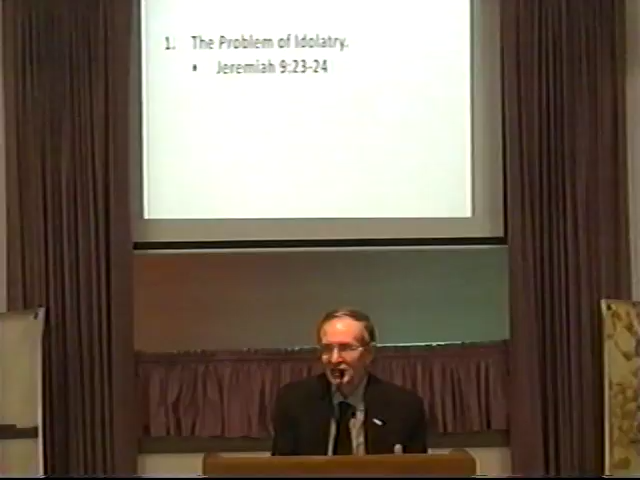 1. The Problem of Idolatry.
• Jeremiah 9:23-24